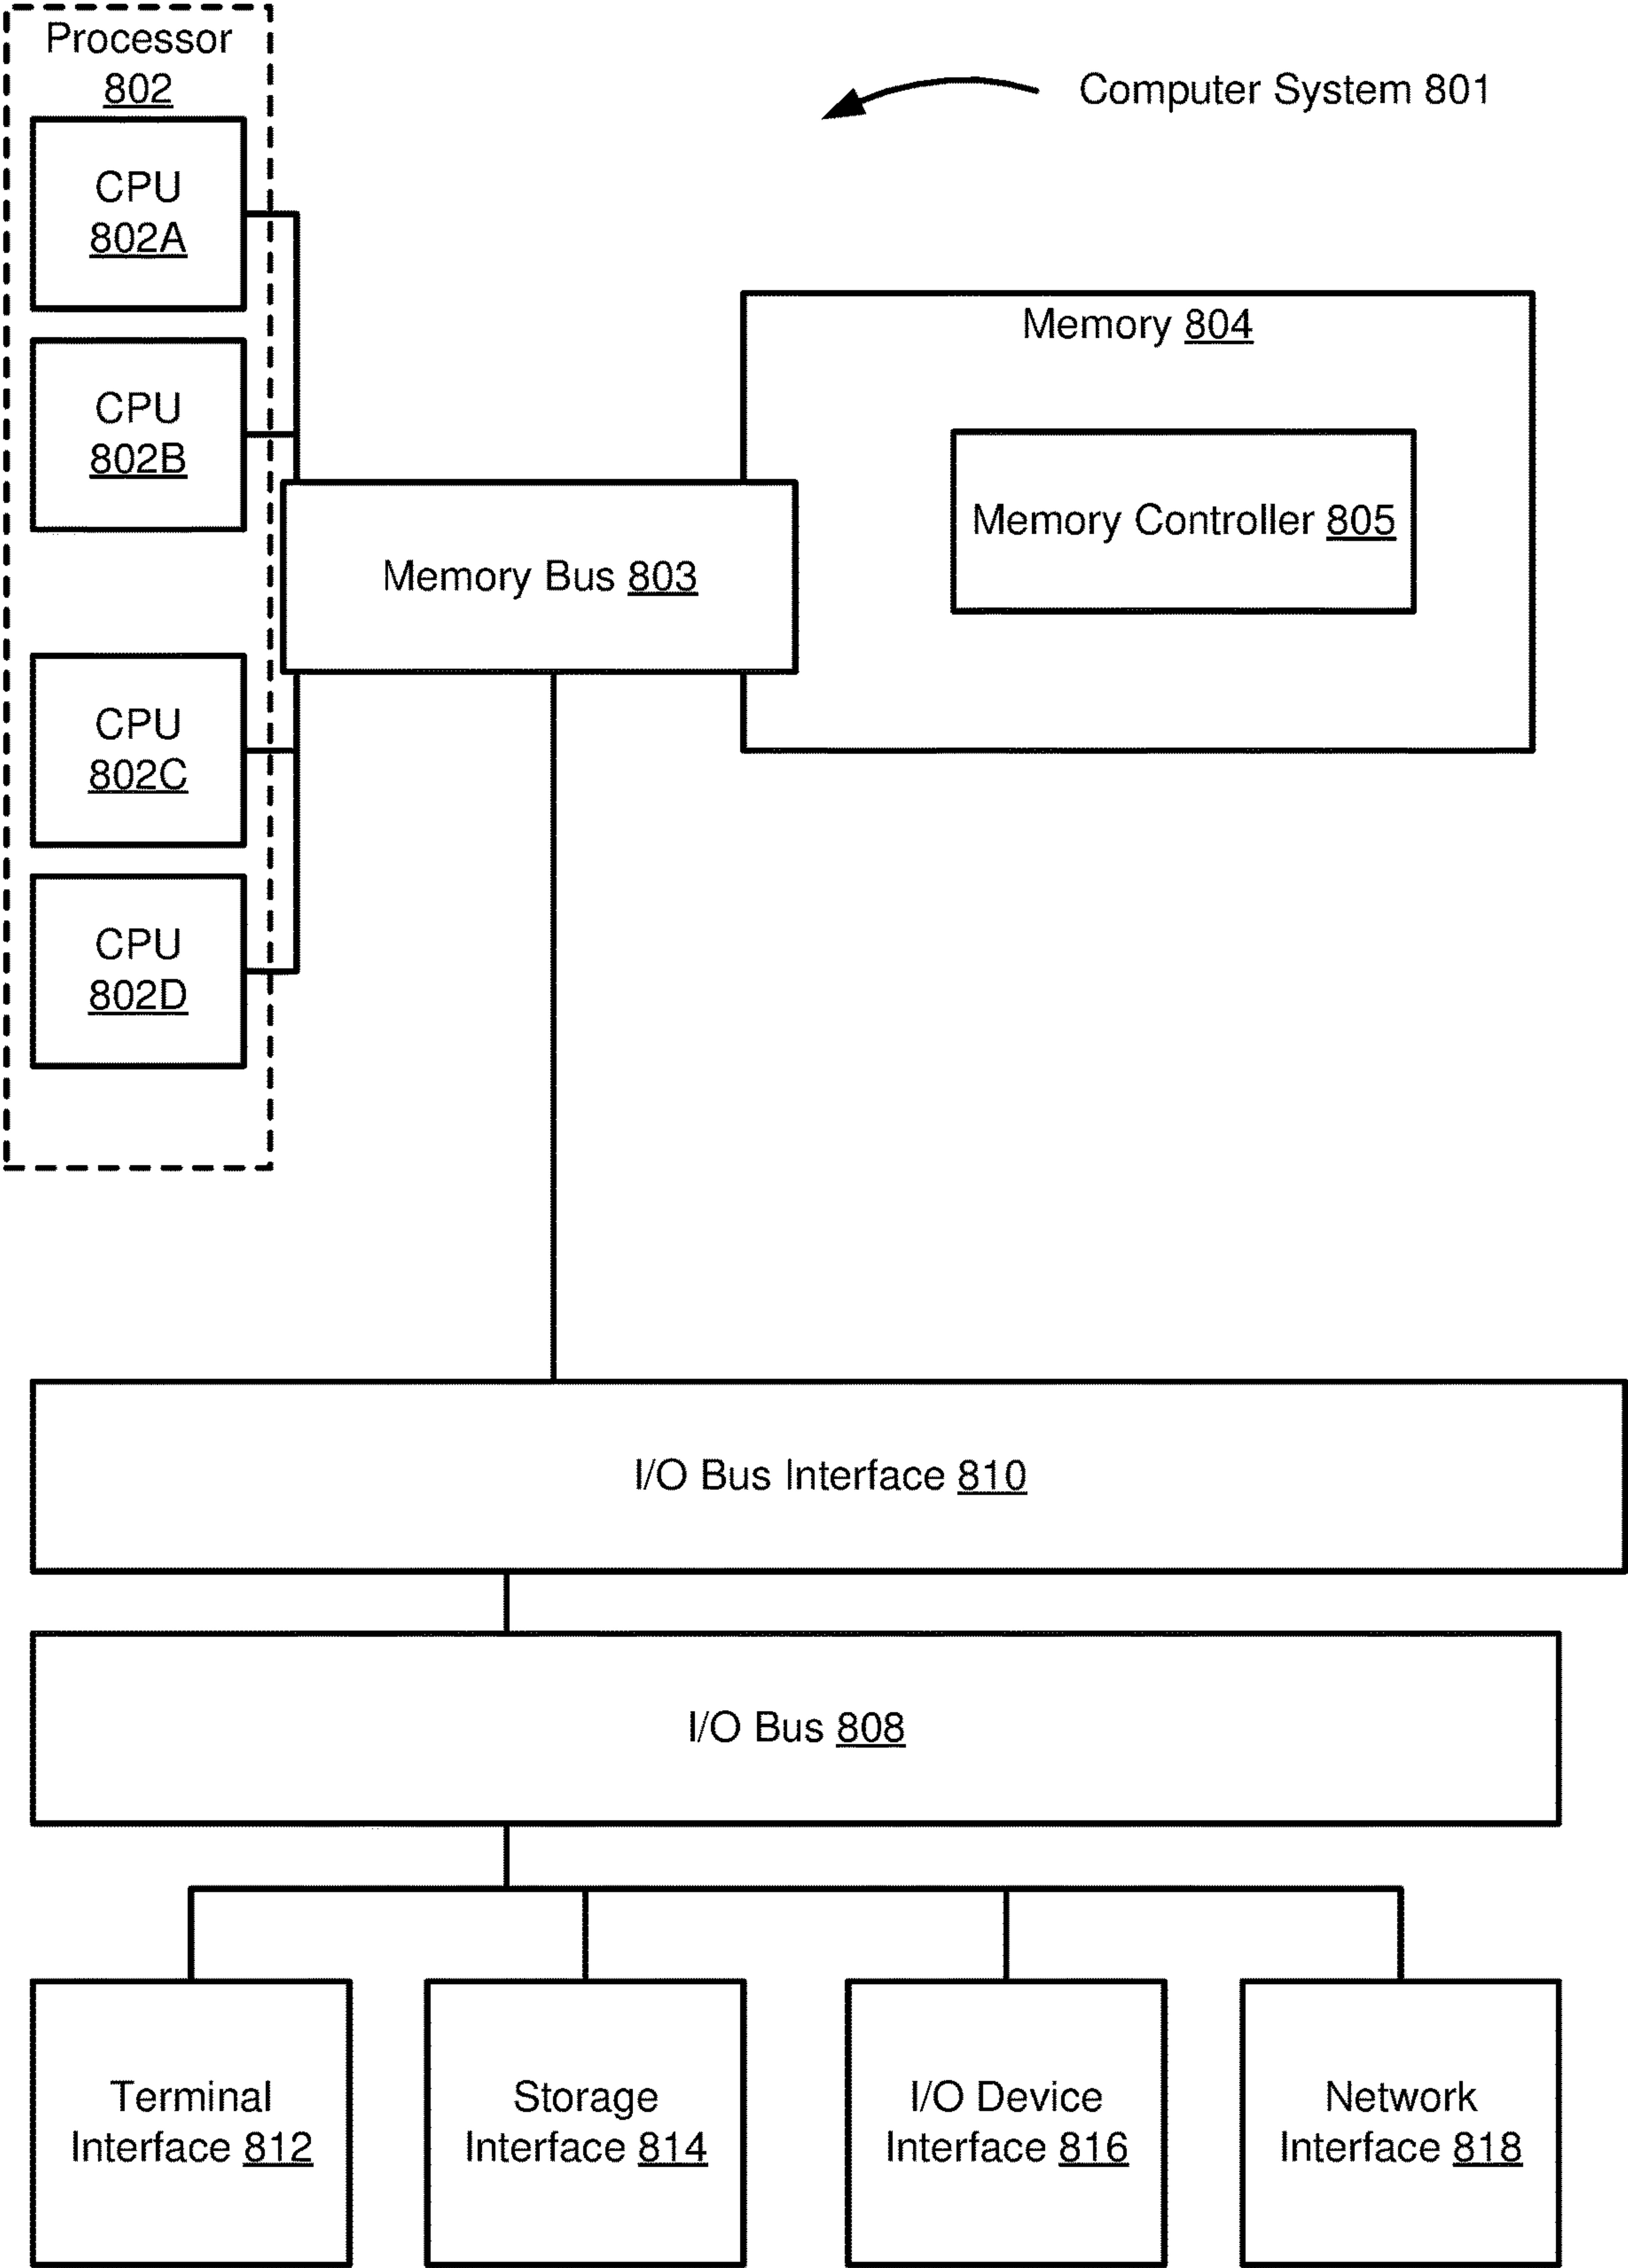 Processor
802
Computer System 801
CPU
802A
CPU
802B
Memory 804
Memory Controller 805
Memory Bus 803
CPU
802C
CPU
802D
I/O Bus Interface 810
I/O Bus 808
Terminal
Interface 812
Storage
Interface 814
I/O Device
Interface 816
Network
Interface 818